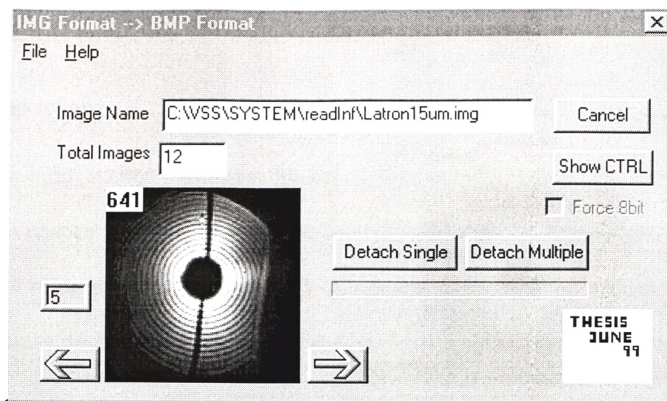 IMG Format --> BMP Format
File Help
Image Name C:\VSS\SYSTEM\readInf\Latron15um.img Cancel
Total Images 12 Show CTRL
Force 8bit
641
Detach Single Detach Multiple
5
THESIS
JUNE
99